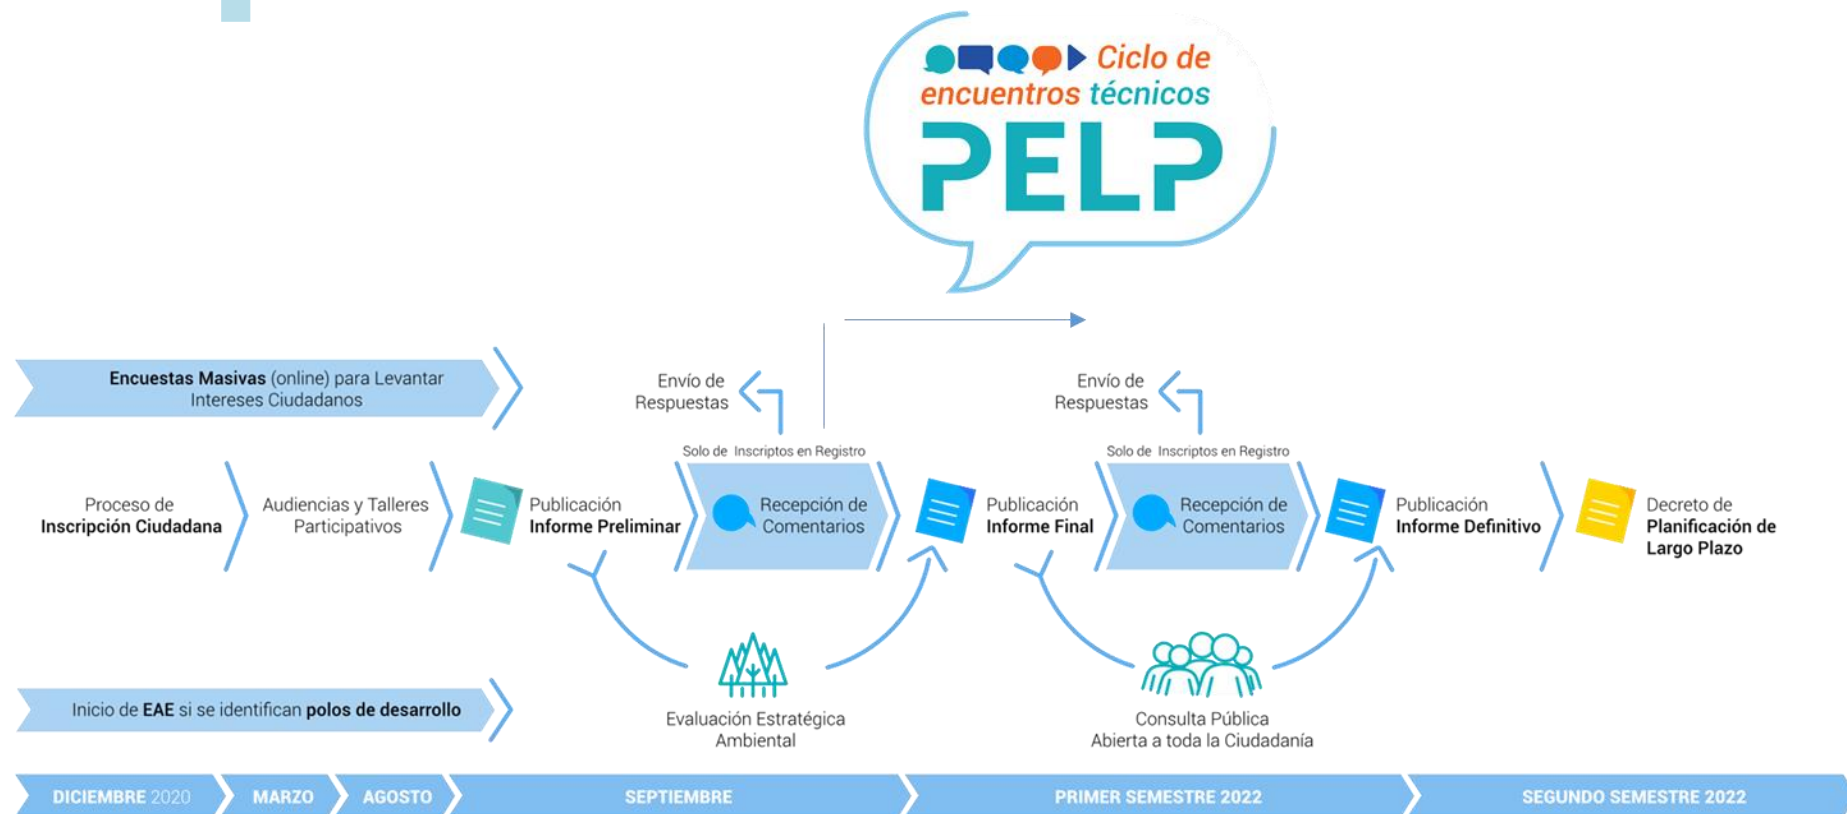 Ciclo de
encuentros técnicos
PELP
Encuestas Masivas (online) para Levantar
Intereses Ciudadanos
Envío de
Respuestas
Envío de
Respuestas
Solo de Inscriptos en Registro
Solo de Inscriptos en Registro
Proceso de
Inscripción Ciudadana
Audiencias y Talleres
Participativos
Publicación
Informe Preliminar
Recepción de
Comentarios
Publicación
Informe Final
Recepción de
Comentarios
Publicación
Informe Definitivo
Decreto de
Planificación de
Largo Plazo
Inicio de EAE si se identifican polos de desarrollo
Evaluación Estratégica
Ambiental
Consulta Pública
Abierta a toda la Ciudadanía
DICIEMBRE 2020
MARZO
AGOSTO
SEPTIEMBRE
PRIMER SEMESTRE 2022
SEGUNDO SEMESTRE 2022